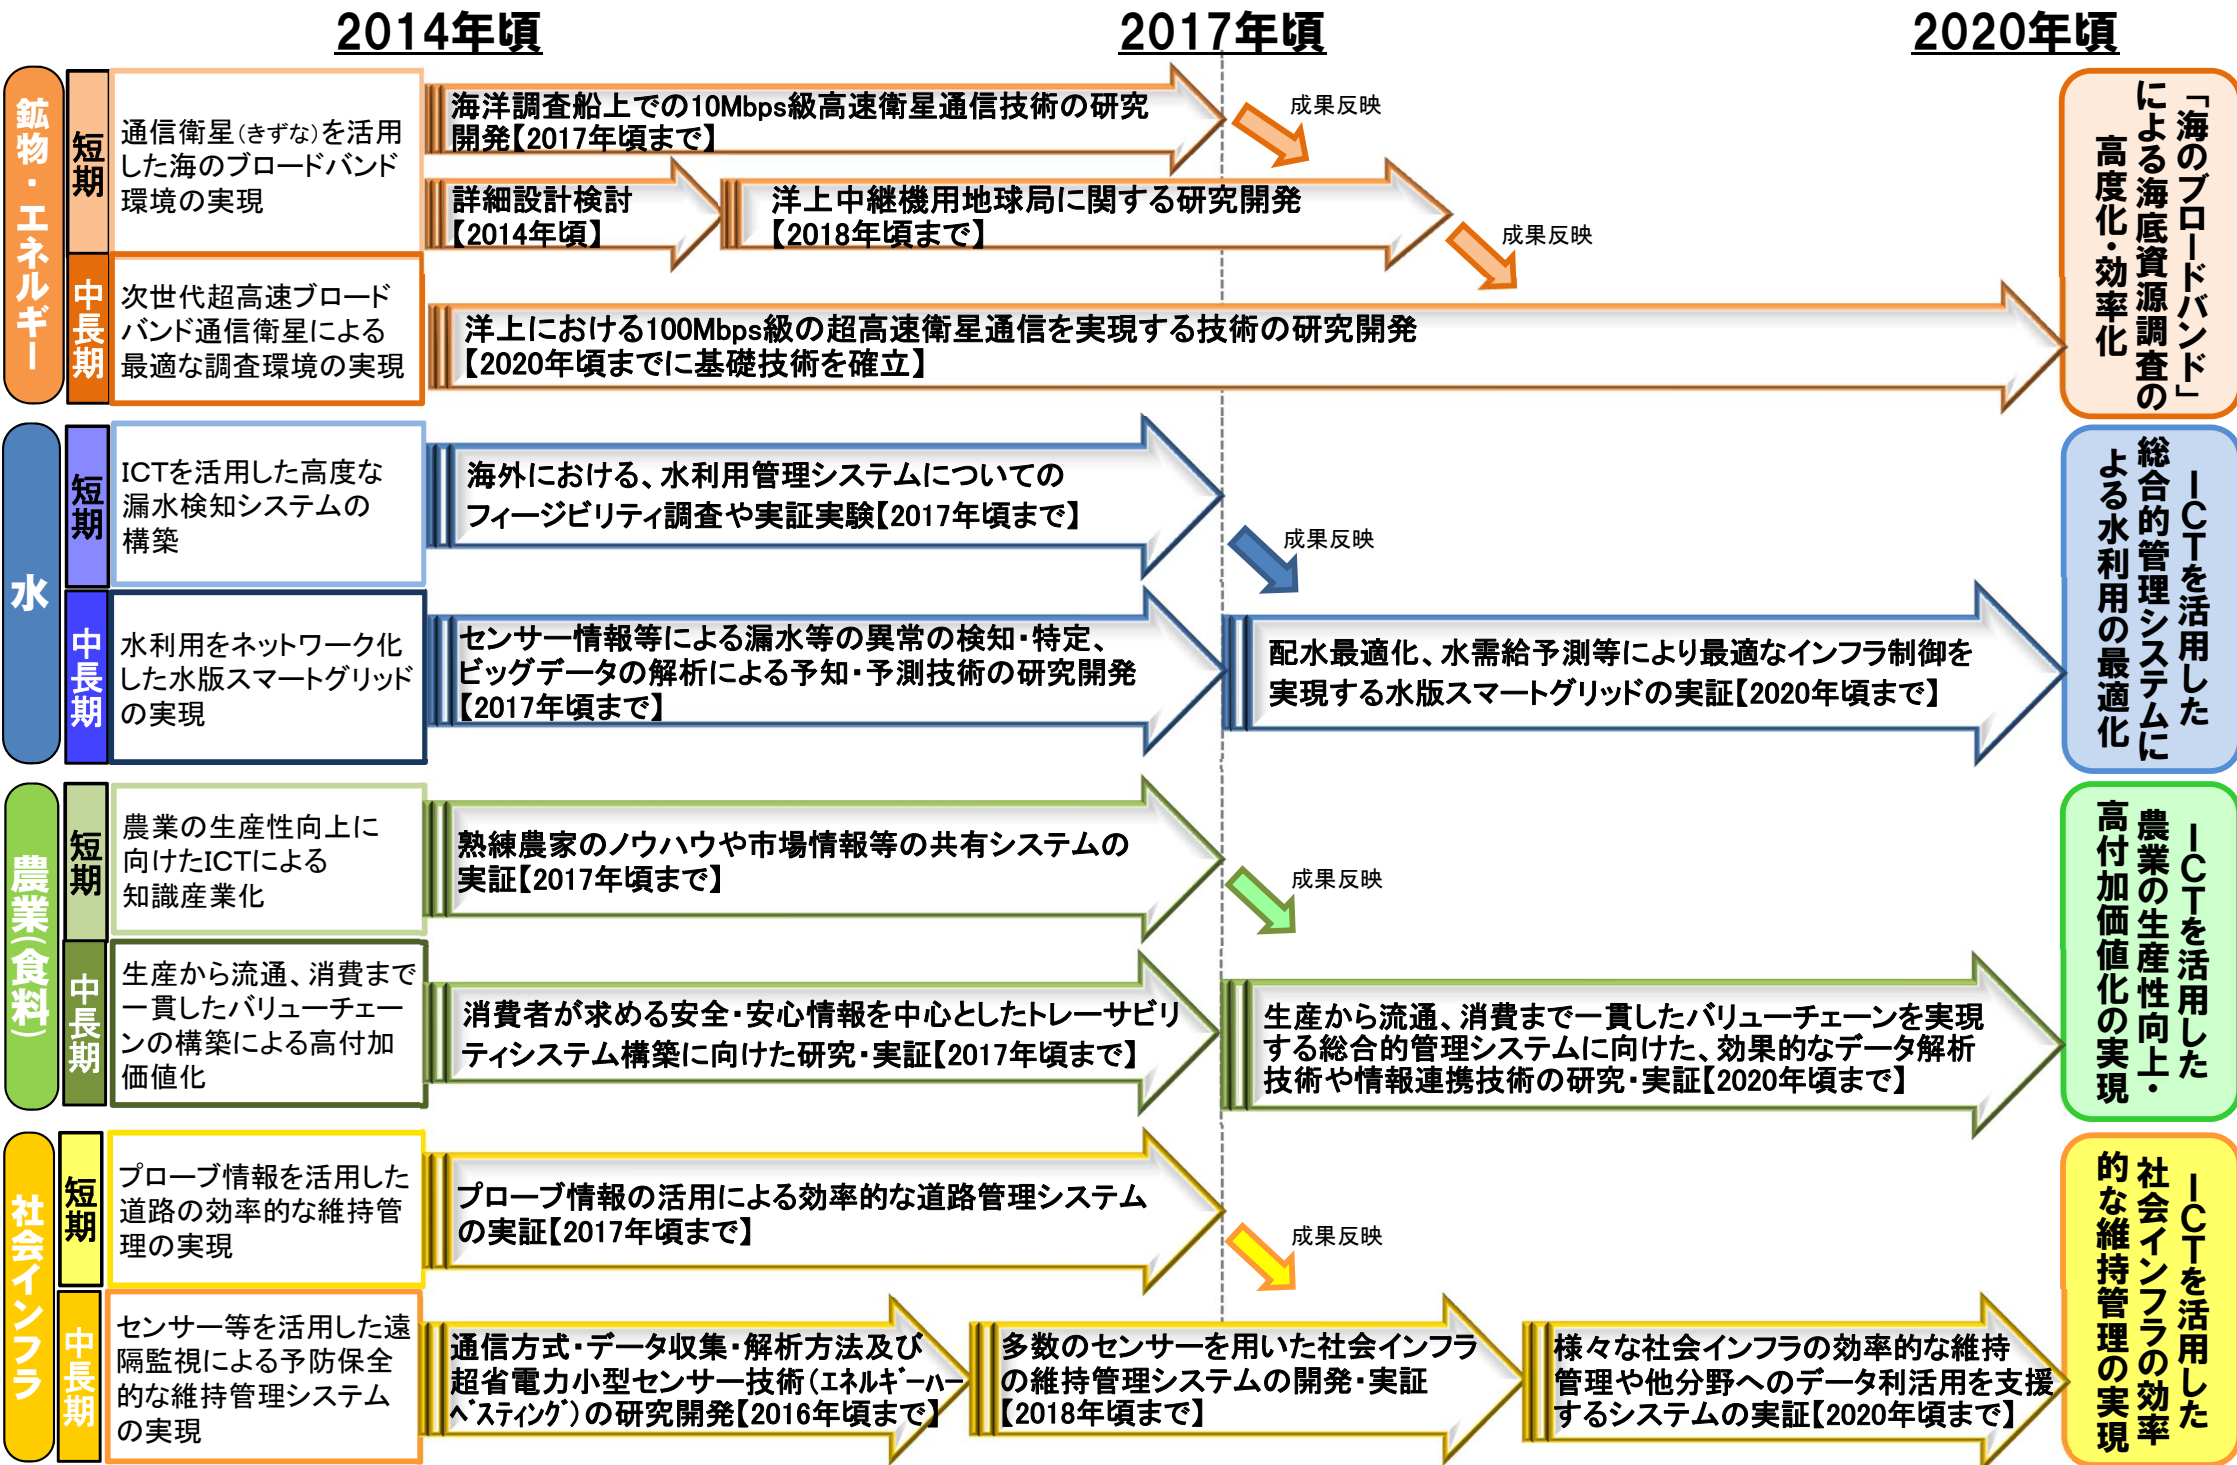 2014年頃
2017年頃
2020年頃
鉱物・エネルギー
短期
通信衛星(きずな)を活用
した海のブロードバンド
環境の実現
海洋調査船上での10Mbps級高速衛星通信技術の研究
開発【2017年頃まで】
成果反映
詳細設計検討
【2014年頃】
洋上中継機用地球局に関する研究開発
【2018年頃まで】
成果反映
中長期
次世代超高速ブロード
バンド通信衛星による
最適な調査環境の実現
洋上における100Mbps級の超高速衛星通信を実現する技術の研究開発
【2020年頃までに基礎技術を確立】
「海のブロードバンド」
による海底資源調査の
高度化・効率化
水
短期
ICTを活用した高度な
漏水検知システムの
構築
海外における、水利用管理システムについての
フィージビリティ調査や実証実験【2017年頃まで】
成果反映
中長期
水利用をネットワーク化
した水版スマートグリッド
の実現
センサー情報等による漏水等の異常の検知・特定、
ビッグデータの解析による予知・予測技術の研究開発
【2017年頃まで】
配水最適化、水需給予測等により最適なインフラ制御を
実現する水版スマートグリッドの実証【2020年頃まで】
ICTを活用した
総合的管理システムに
よる水利用の最適化
農業(食料)
短期
農業の生産性向上に
向けたICTによる
知識産業化
熟練農家のノウハウや市場情報等の共有システムの
実証【2017年頃まで】
成果反映
中長期
生産から流通、消費まで
一貫したバリューチェー
ンの構築による高付加
価値化
消費者が求める安全・安心情報を中心としたトレーサビリ
ティシステム構築に向けた研究・実証【2017年頃まで】
生産から流通、消費まで一貫したバリューチェーンを実現
する総合的管理システムに向けた、効果的なデータ解析
技術や情報連携技術の研究・実証【2020年頃まで】
ICTを活用した
農業の生産性向上・
高付加価値化の実現
社会インフラ
短期
プローブ情報を活用した
道路の効率的な維持管
理の実現
プローブ情報の活用による効率的な道路管理システム
の実証【2017年頃まで】
成果反映
中長期
センサー等を活用した遠
隔監視による予防保全
的な維持管理システム
の実現
通信方式・データ収集・解析方法及び
超省電力小型センサー技術(エネルギーハー
ベスティング)の研究開発【2016年頃まで】
多数のセンサーを用いた社会インフラ
の維持管理システムの開発・実証
【2018年頃まで】
様々な社会インフラの効率的な維持
管理や他分野へのデータ利活用を支援
するシステムの実証【2020年頃まで】
ICTを活用した
社会インフラの効率
的な維持管理の実現